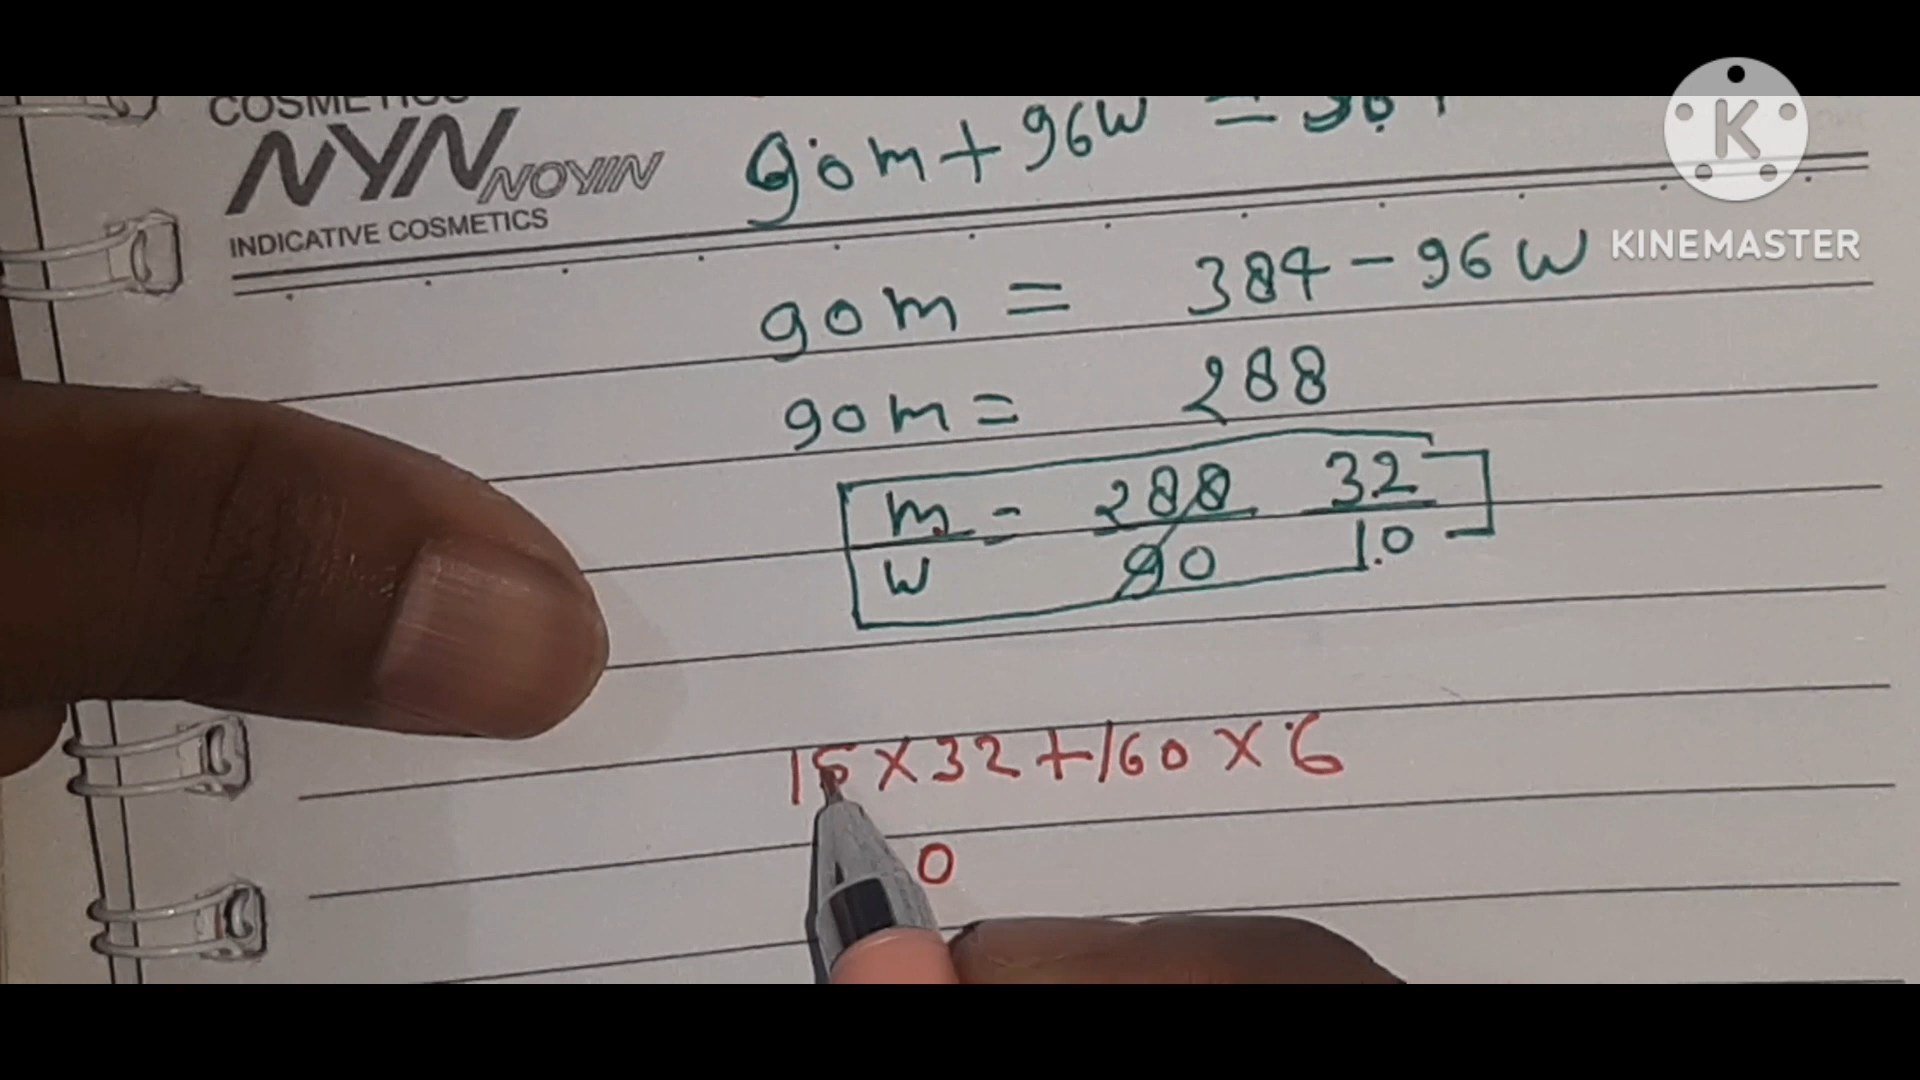 COSMETICS
NYN NOYIN
INDICATIVE COSMETICS
K
KINEMASTER
90m + 96w =
90m = 384 - 96w
90m = 288
m = 288 32
w 90 10
15 × 32 + 160 × 6
0